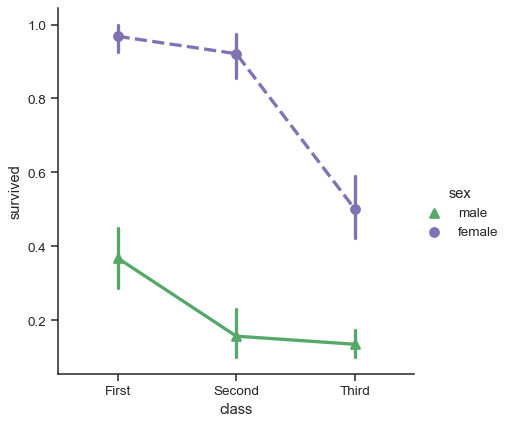 1.0
0.8
0.6
0.4
0.2
survived
First Second Third
class
sex
male
female